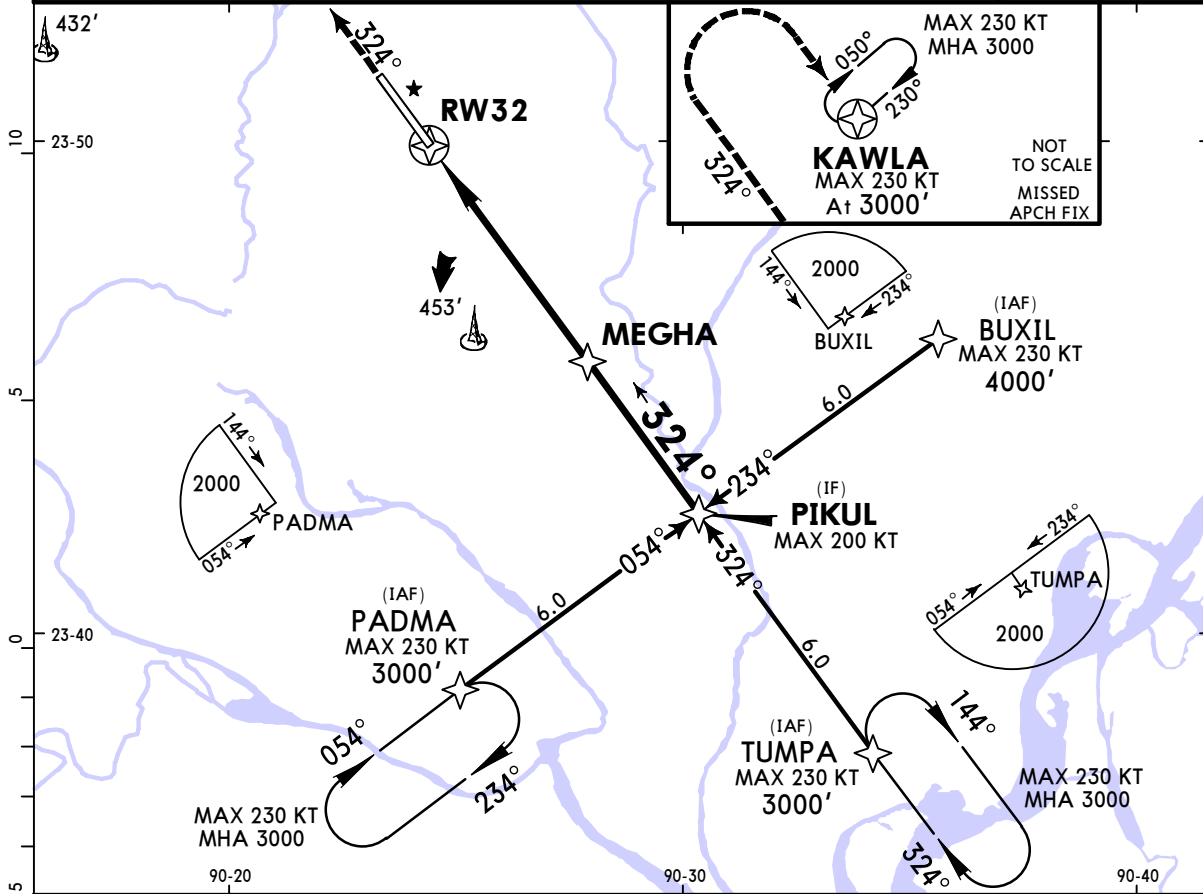 432'
324°
RW32
MAX 230 KT
MHA 3000
050°
230°
KAWLA
MAX 230 KT
At 3000'
324°
NOT
TO SCALE
MISSED
APCH FIX
10
23-50
453'
MEGHA
144°
2000
234°
BUXIL
(IAF)
BUXIL
MAX 230 KT
4000'
6.0
234°
5
324°
144°
2000
PADMA
054°
(IF)
PIKUL
MAX 200 KT
054°
324°
234°
TUMPA
054°
2000
(IAF)
PADMA
MAX 230 KT
3000'
6.0
6.0
0
23-40
054°
234°
MAX 230 KT
MHA 3000
(IAF)
TUMPA
MAX 230 KT
3000'
144°
MAX 230 KT
MHA 3000
324°
5
90-20
90-30
90-40